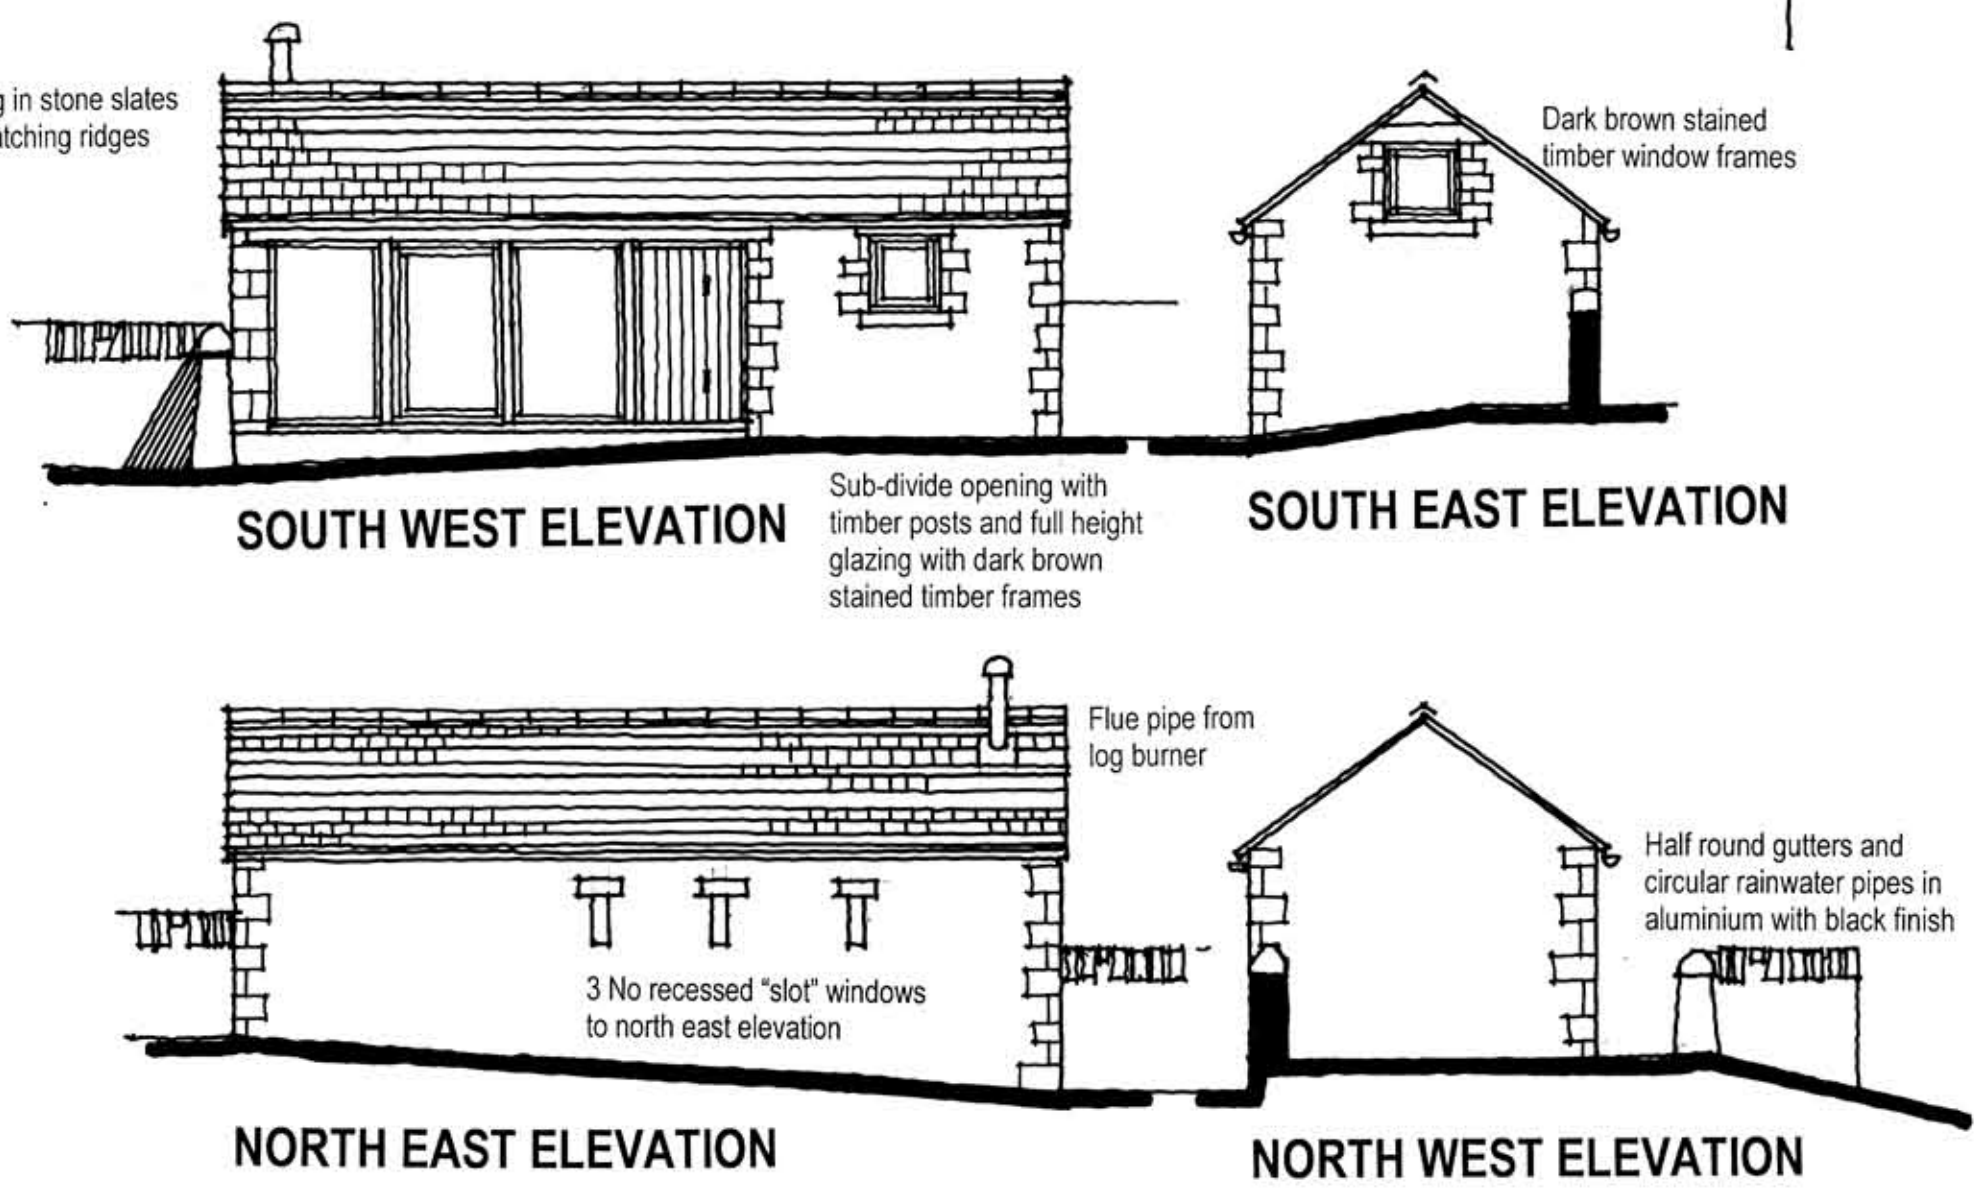 in stone slates
ridges
Dark brown stained
timber window frames
SOUTH WEST ELEVATION
Sub-divide opening with
timber posts and full height
glazing with dark brown
stained timber frames
SOUTH EAST ELEVATION
Flue pipe from
log burner
3 No recessed “slot” windows
to north east elevation
Half round gutters and
circular rainwater pipes in
aluminium with black finish
NORTH EAST ELEVATION
NORTH WEST ELEVATION